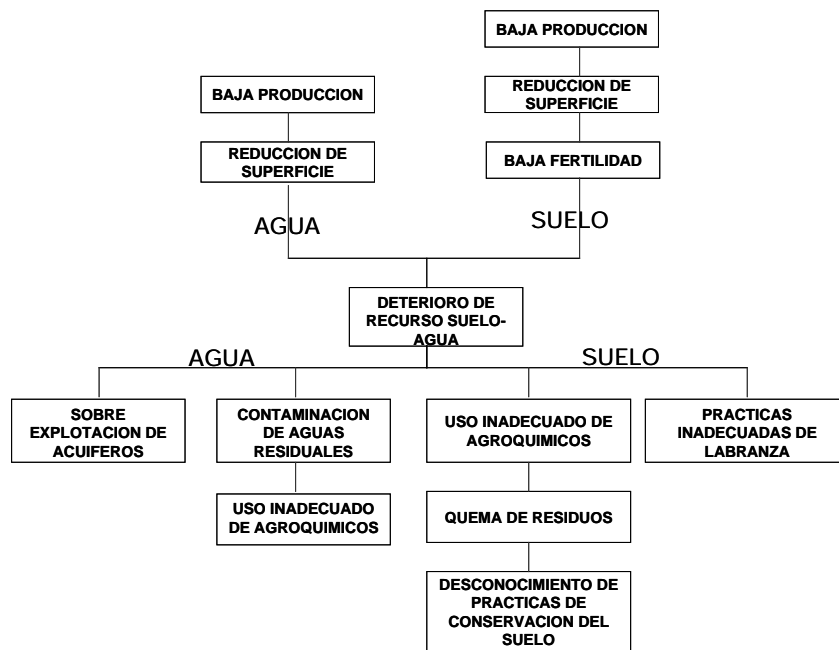 BAJA PRODUCCION
REDUCCION DE
SUPERFICIE
BAJA FERTILIDAD
SUELO
BAJA PRODUCCION
REDUCCION DE
SUPERFICIE
AGUA
DETERIORO DE
RECURSO SUELO-
AGUA
AGUA
SUELO
SOBRE
EXPLOTACION DE
ACUIFEROS
CONTAMINACION
DE AGUAS
RESIDUALES
USO INADECUADO
DE AGROQUIMICOS
USO INADECUADO DE
AGROQUIMICOS
QUEMA DE RESIDUOS
DESCONOCIMIENTO DE
PRACTICAS DE
CONSERVACION DEL
SUELO
PRACTICAS
INADECUADAS DE
LABRANZA